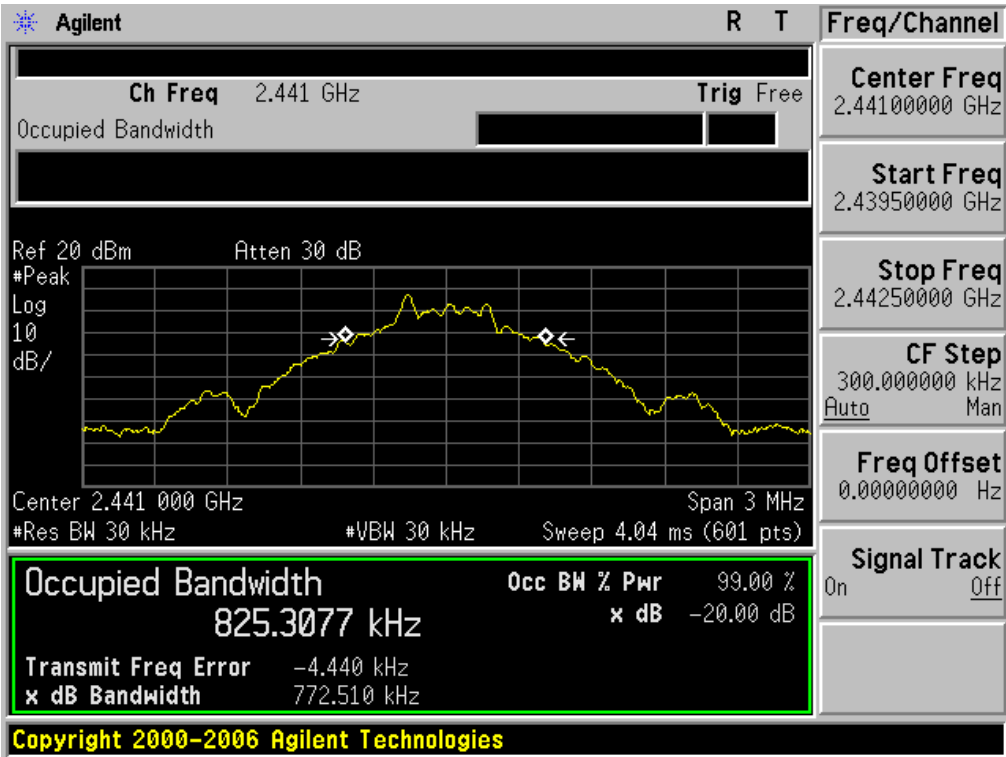 Agilent R T
Ch Freq 2.441 GHz Trig Free
Occupied Bandwidth
Ref 20 dBm Atten 30 dB
#Peak
Log
10
dB/
Center 2.441 000 GHz Span 3 MHz
#Res BW 30 kHz #VBW 30 kHz Sweep 4.04 ms (601 pts)
Occupied Bandwidth Occ BW % Pwr 99.00 %
825.3077 kHz x dB -20.00 dB
Transmit Freq Error -4.440 kHz
x dB Bandwidth 772.510 kHz
Copyright 2000-2006 Agilent Technologies
Freq/Channel
Center Freq
2.44100000 GHz
Start Freq
2.43950000 GHz
Stop Freq
2.44250000 GHz
CF Step
300.000000 kHz
Auto Man
Freq Offset
0.00000000 Hz
Signal Track
On Off